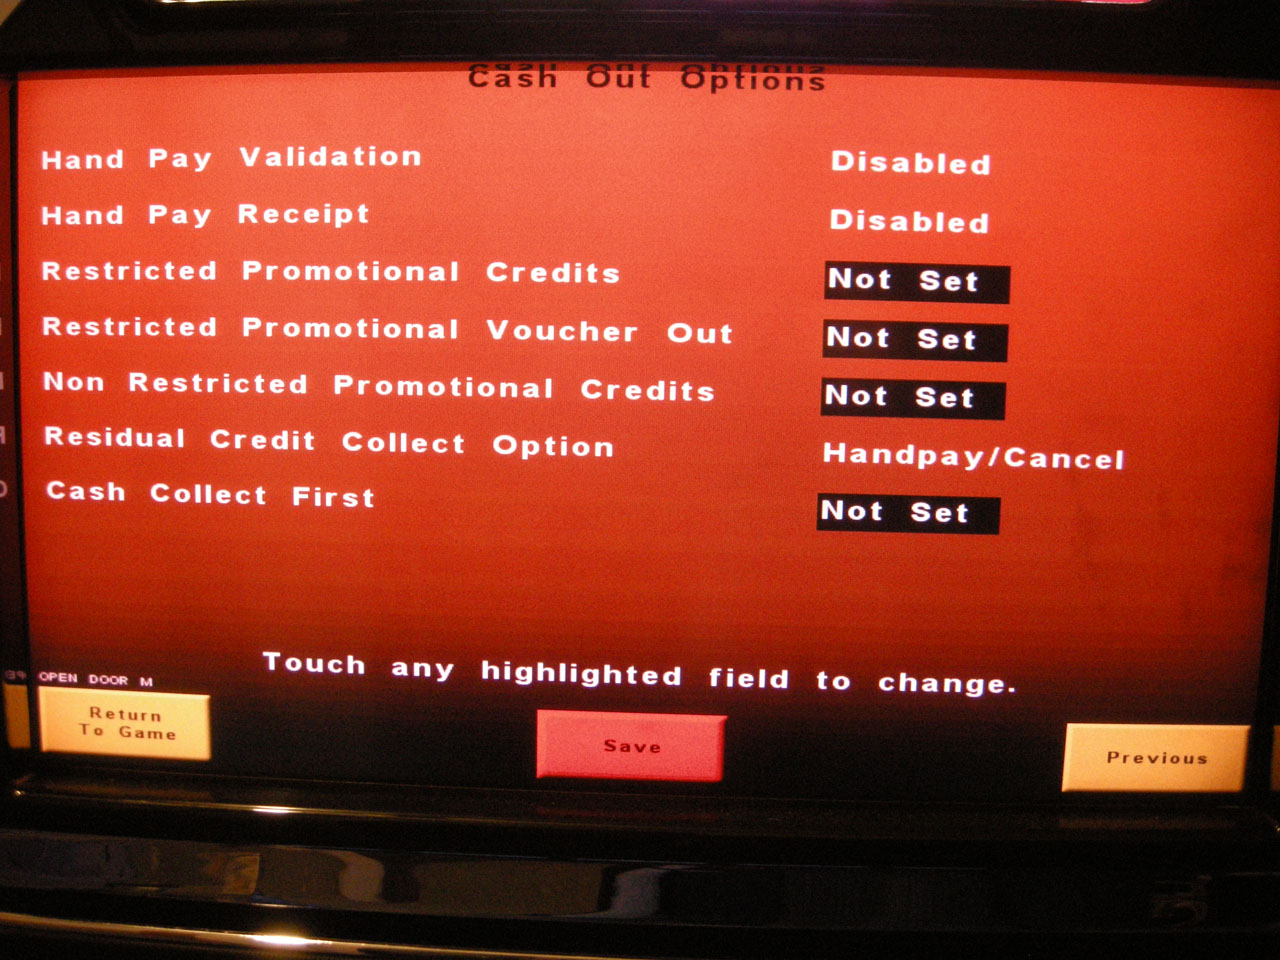 Cash Out Options
Hand Pay Validation Disabled
Hand Pay Receipt Disabled
Restricted Promotional Credits Not Set
Restricted Promotional Voucher Out Not Set
Non Restricted Promotional Credits Not Set
Residual Credit Collect Option Handpay/Cancel
Cash Collect First Not Set
Touch any highlighted field to change.
OPEN DOOR M
Return
To Game
Save
Previous